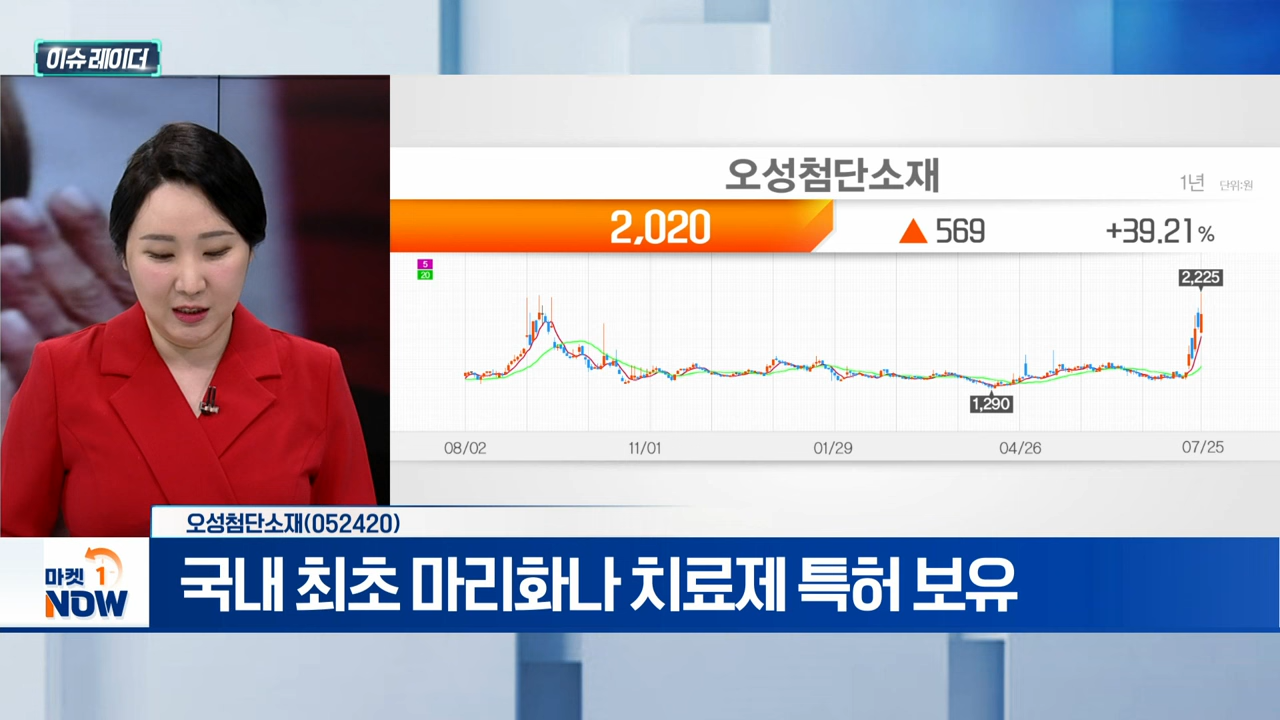 이슈 레이더
오성첨단소재
1년 단위:원
2,020 ▲ 569 +39.21%
5
20
2,225
1,290
08/02 11/01 01/29 04/26 07/25
오성첨단소재(052420)
마켓 1
NOW
국내 최초 마리화나 치료제 특허 보유